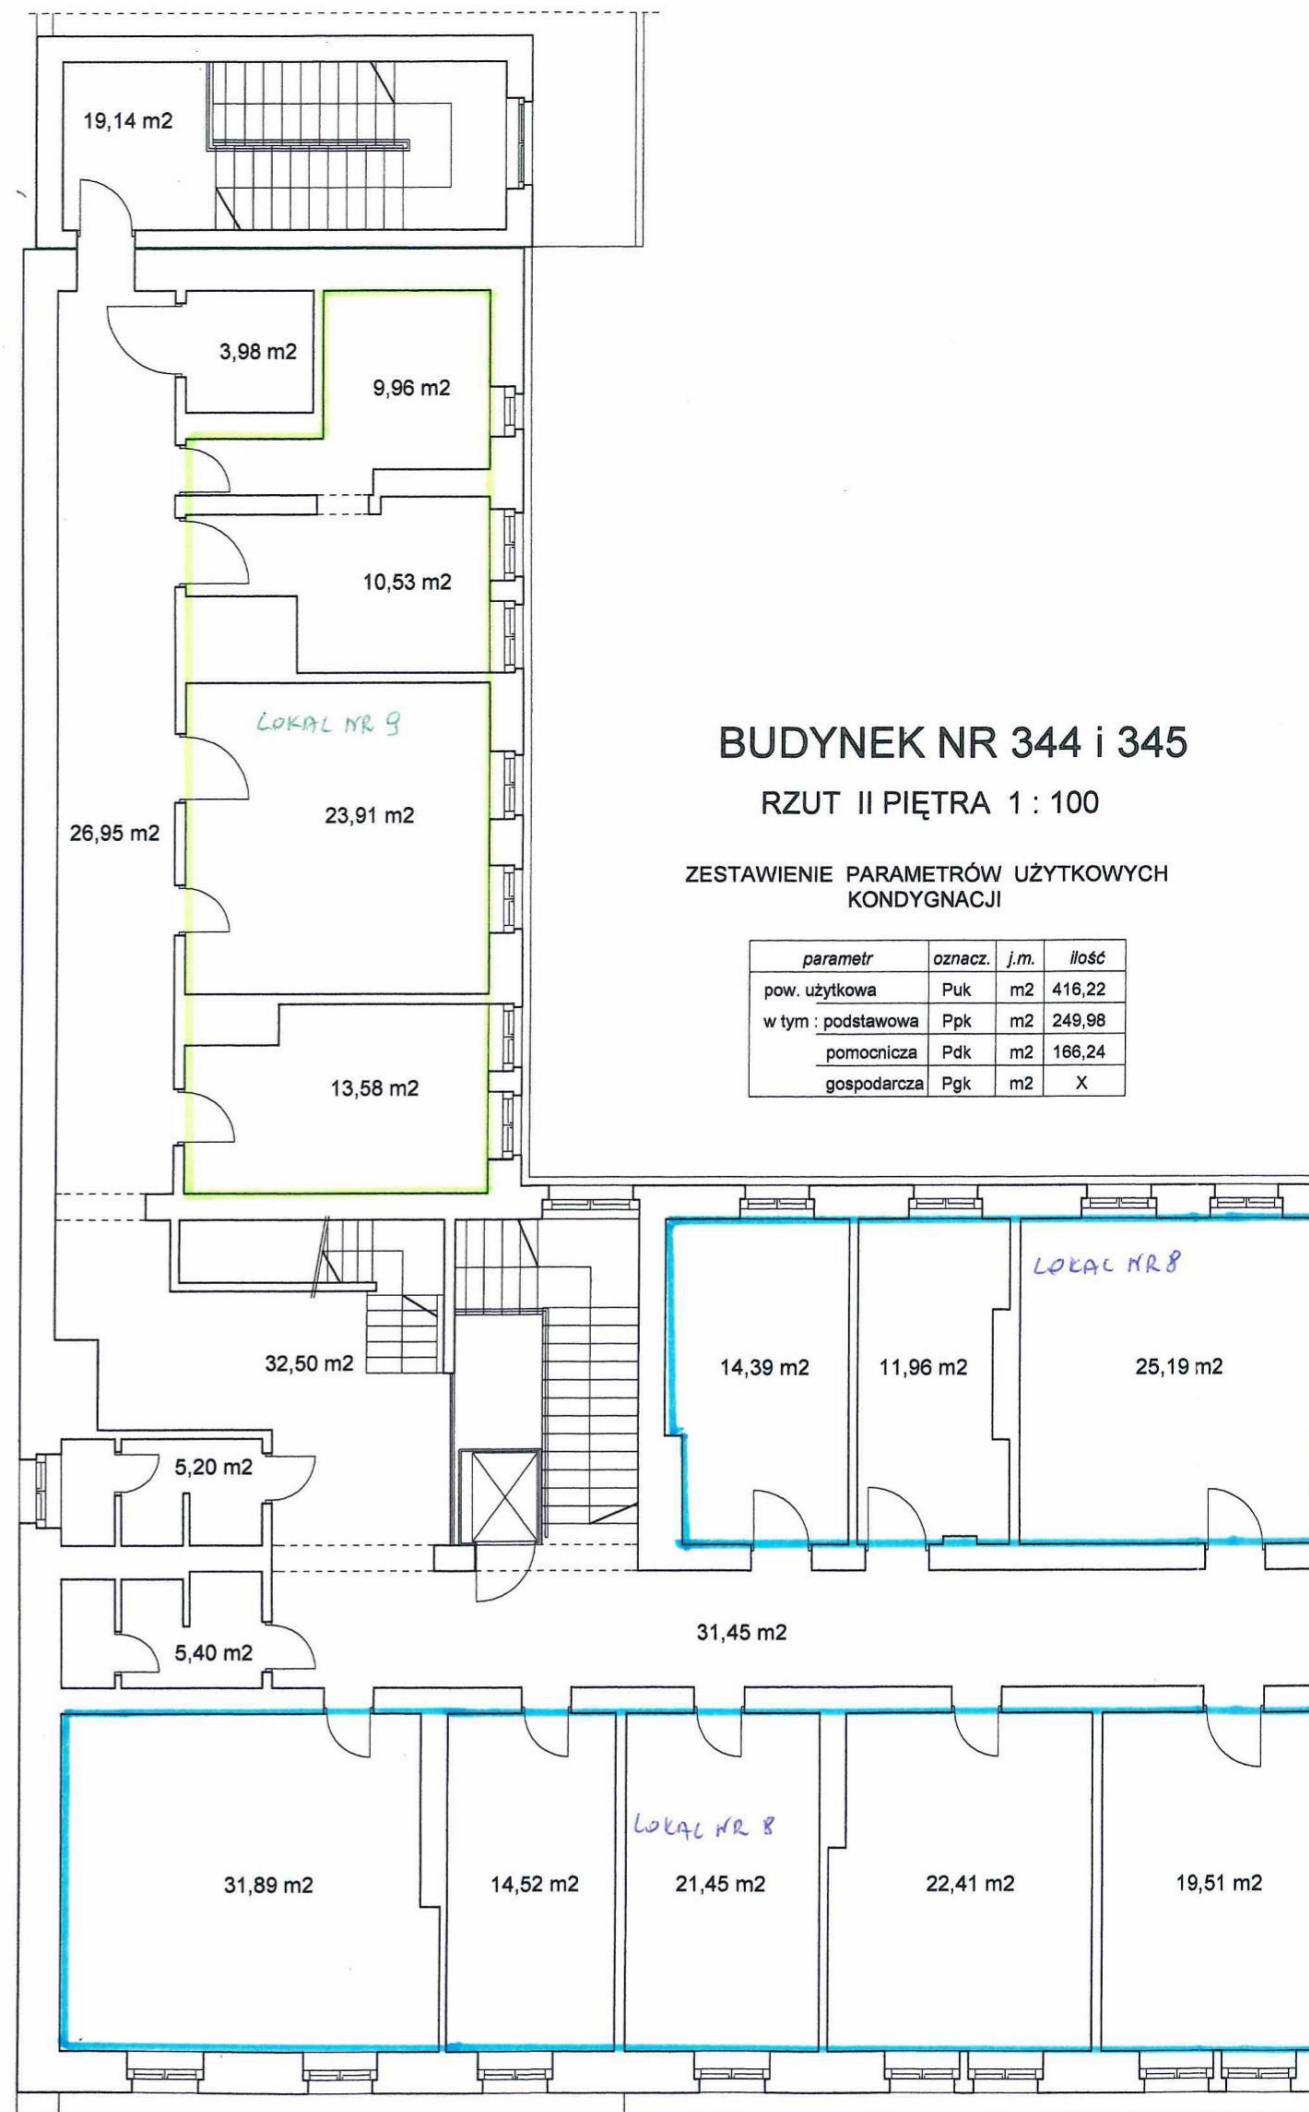 19,14 m2
3,98 m2
9,96 m2
10,53 m2
LOKAL NR 9
23,91 m2
26,95 m2
13,58 m2
BUDYNEK NR 344 i 345
RZUT II PIĘTRA 1 : 100
ZESTAWIENIE PARAMETRÓW UŻYTKOWYCH
KONDYGNACJI
parametr oznacz. j.m. ilość
pow. użytkowa Puk m2 416,22
w tym : podstawowa Ppk m2 249,98
pomocnicza Pdk m2 166,24
gospodarcza Pgk m2 X
LOKAL NR 8
32,50 m2
14,39 m2
11,96 m2
25,19 m2
5,20 m2
5,40 m2
31,45 m2
LOKAL NR 8
31,89 m2
14,52 m2
21,45 m2
22,41 m2
19,51 m2